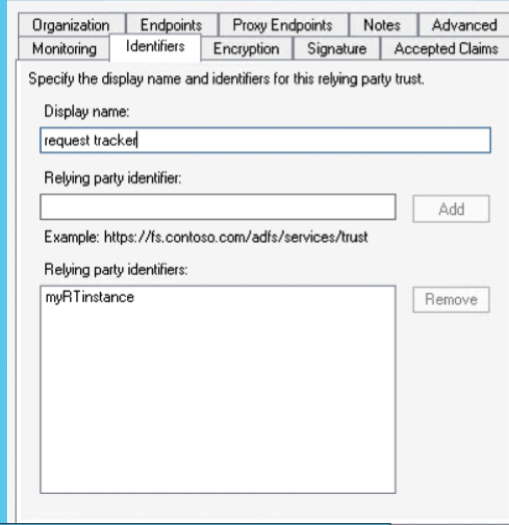 Organization Endpoints Proxy Endpoints Notes Advanced
Monitoring Identifiers Encryption Signature Accepted Claims
Specify the display name and identifiers for this relying party trust.
Display name:
request tracker
Relying party identifier:
Add
Example: https://fs.contoso.com/adfs/services/trust
Relying party identifiers:
myRTinstance
Remove